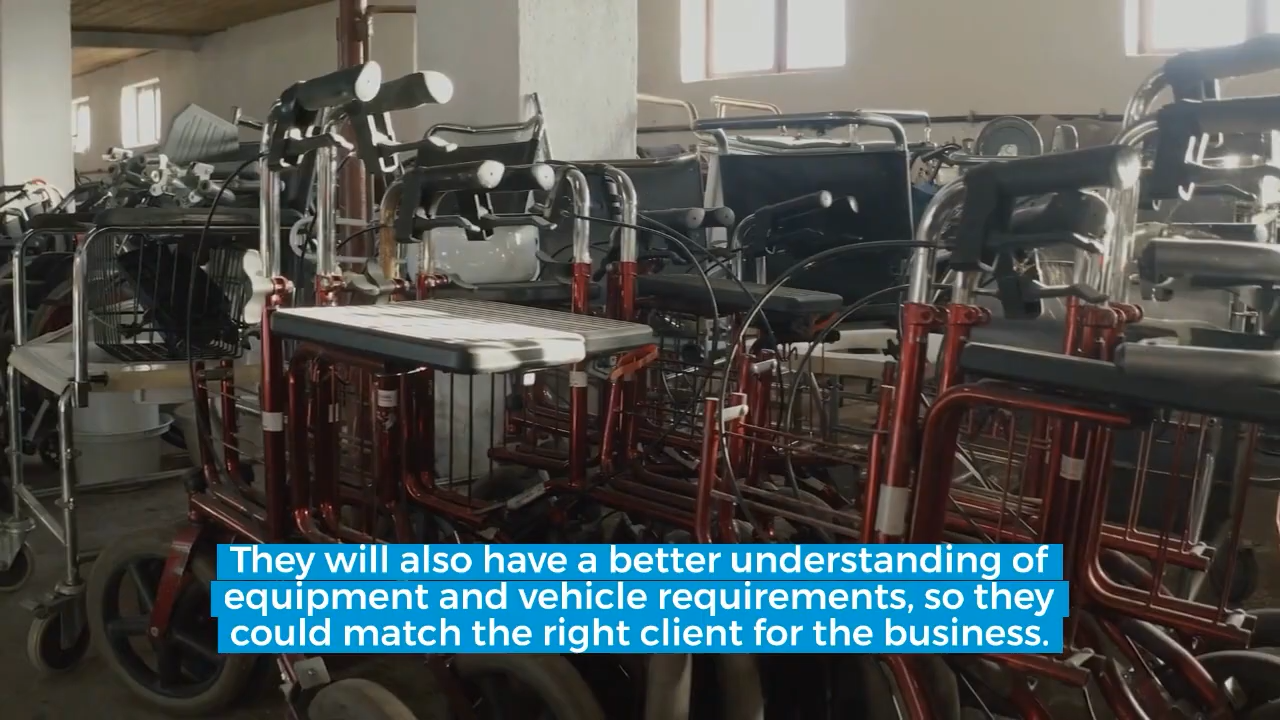 They will also have a better understanding of
equipment and vehicle requirements, so they
could match the right client for the business.